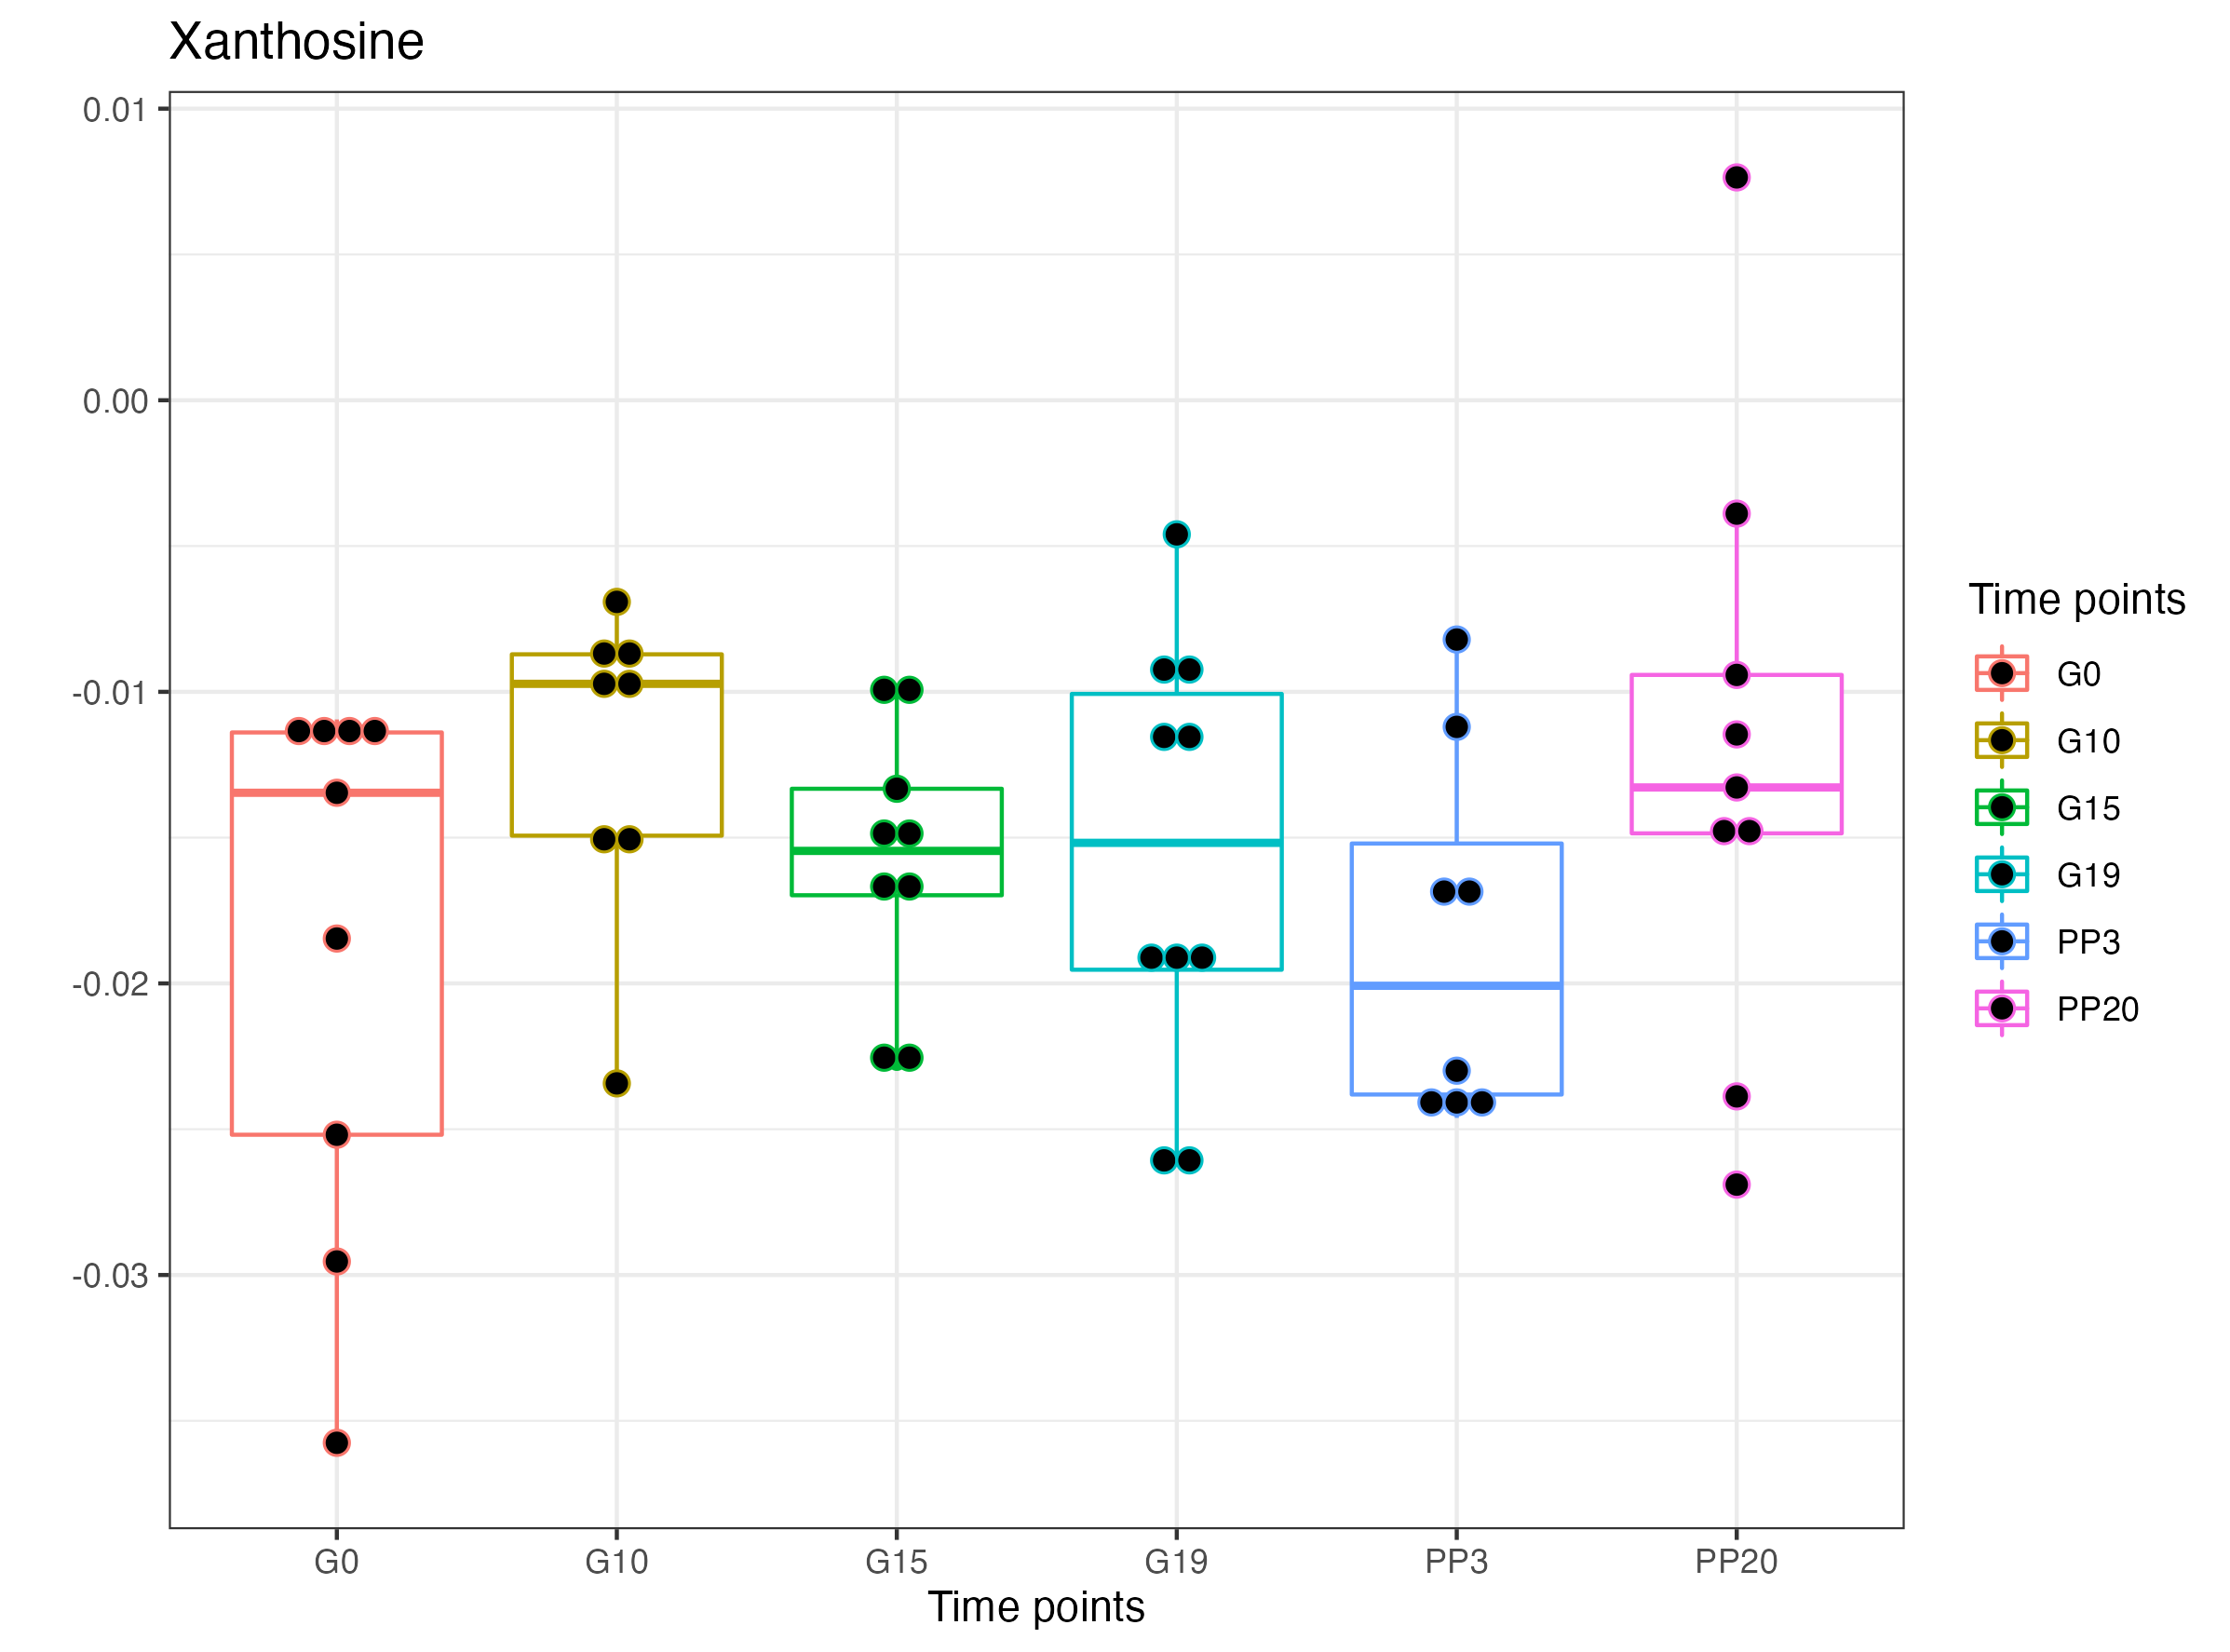 Xanthosine
0.01
0.00
-0.01
-0.02
-0.03
G0 G10 G15 G19 PP3 PP20
Time points
Time points
G0
G10
G15
G19
PP3
PP20